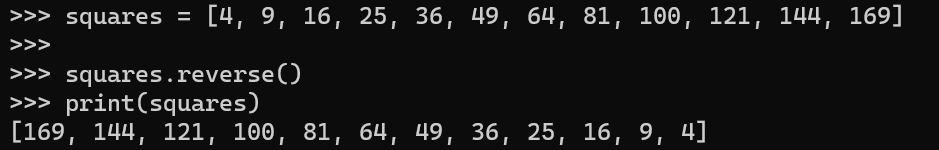 >>> squares = [4, 9, 16, 25, 36, 49, 64, 81, 100, 121, 144, 169]
>>>
>>> squares.reverse()
>>> print(squares)
[169, 144, 121, 100, 81, 64, 49, 36, 25, 16, 9, 4]